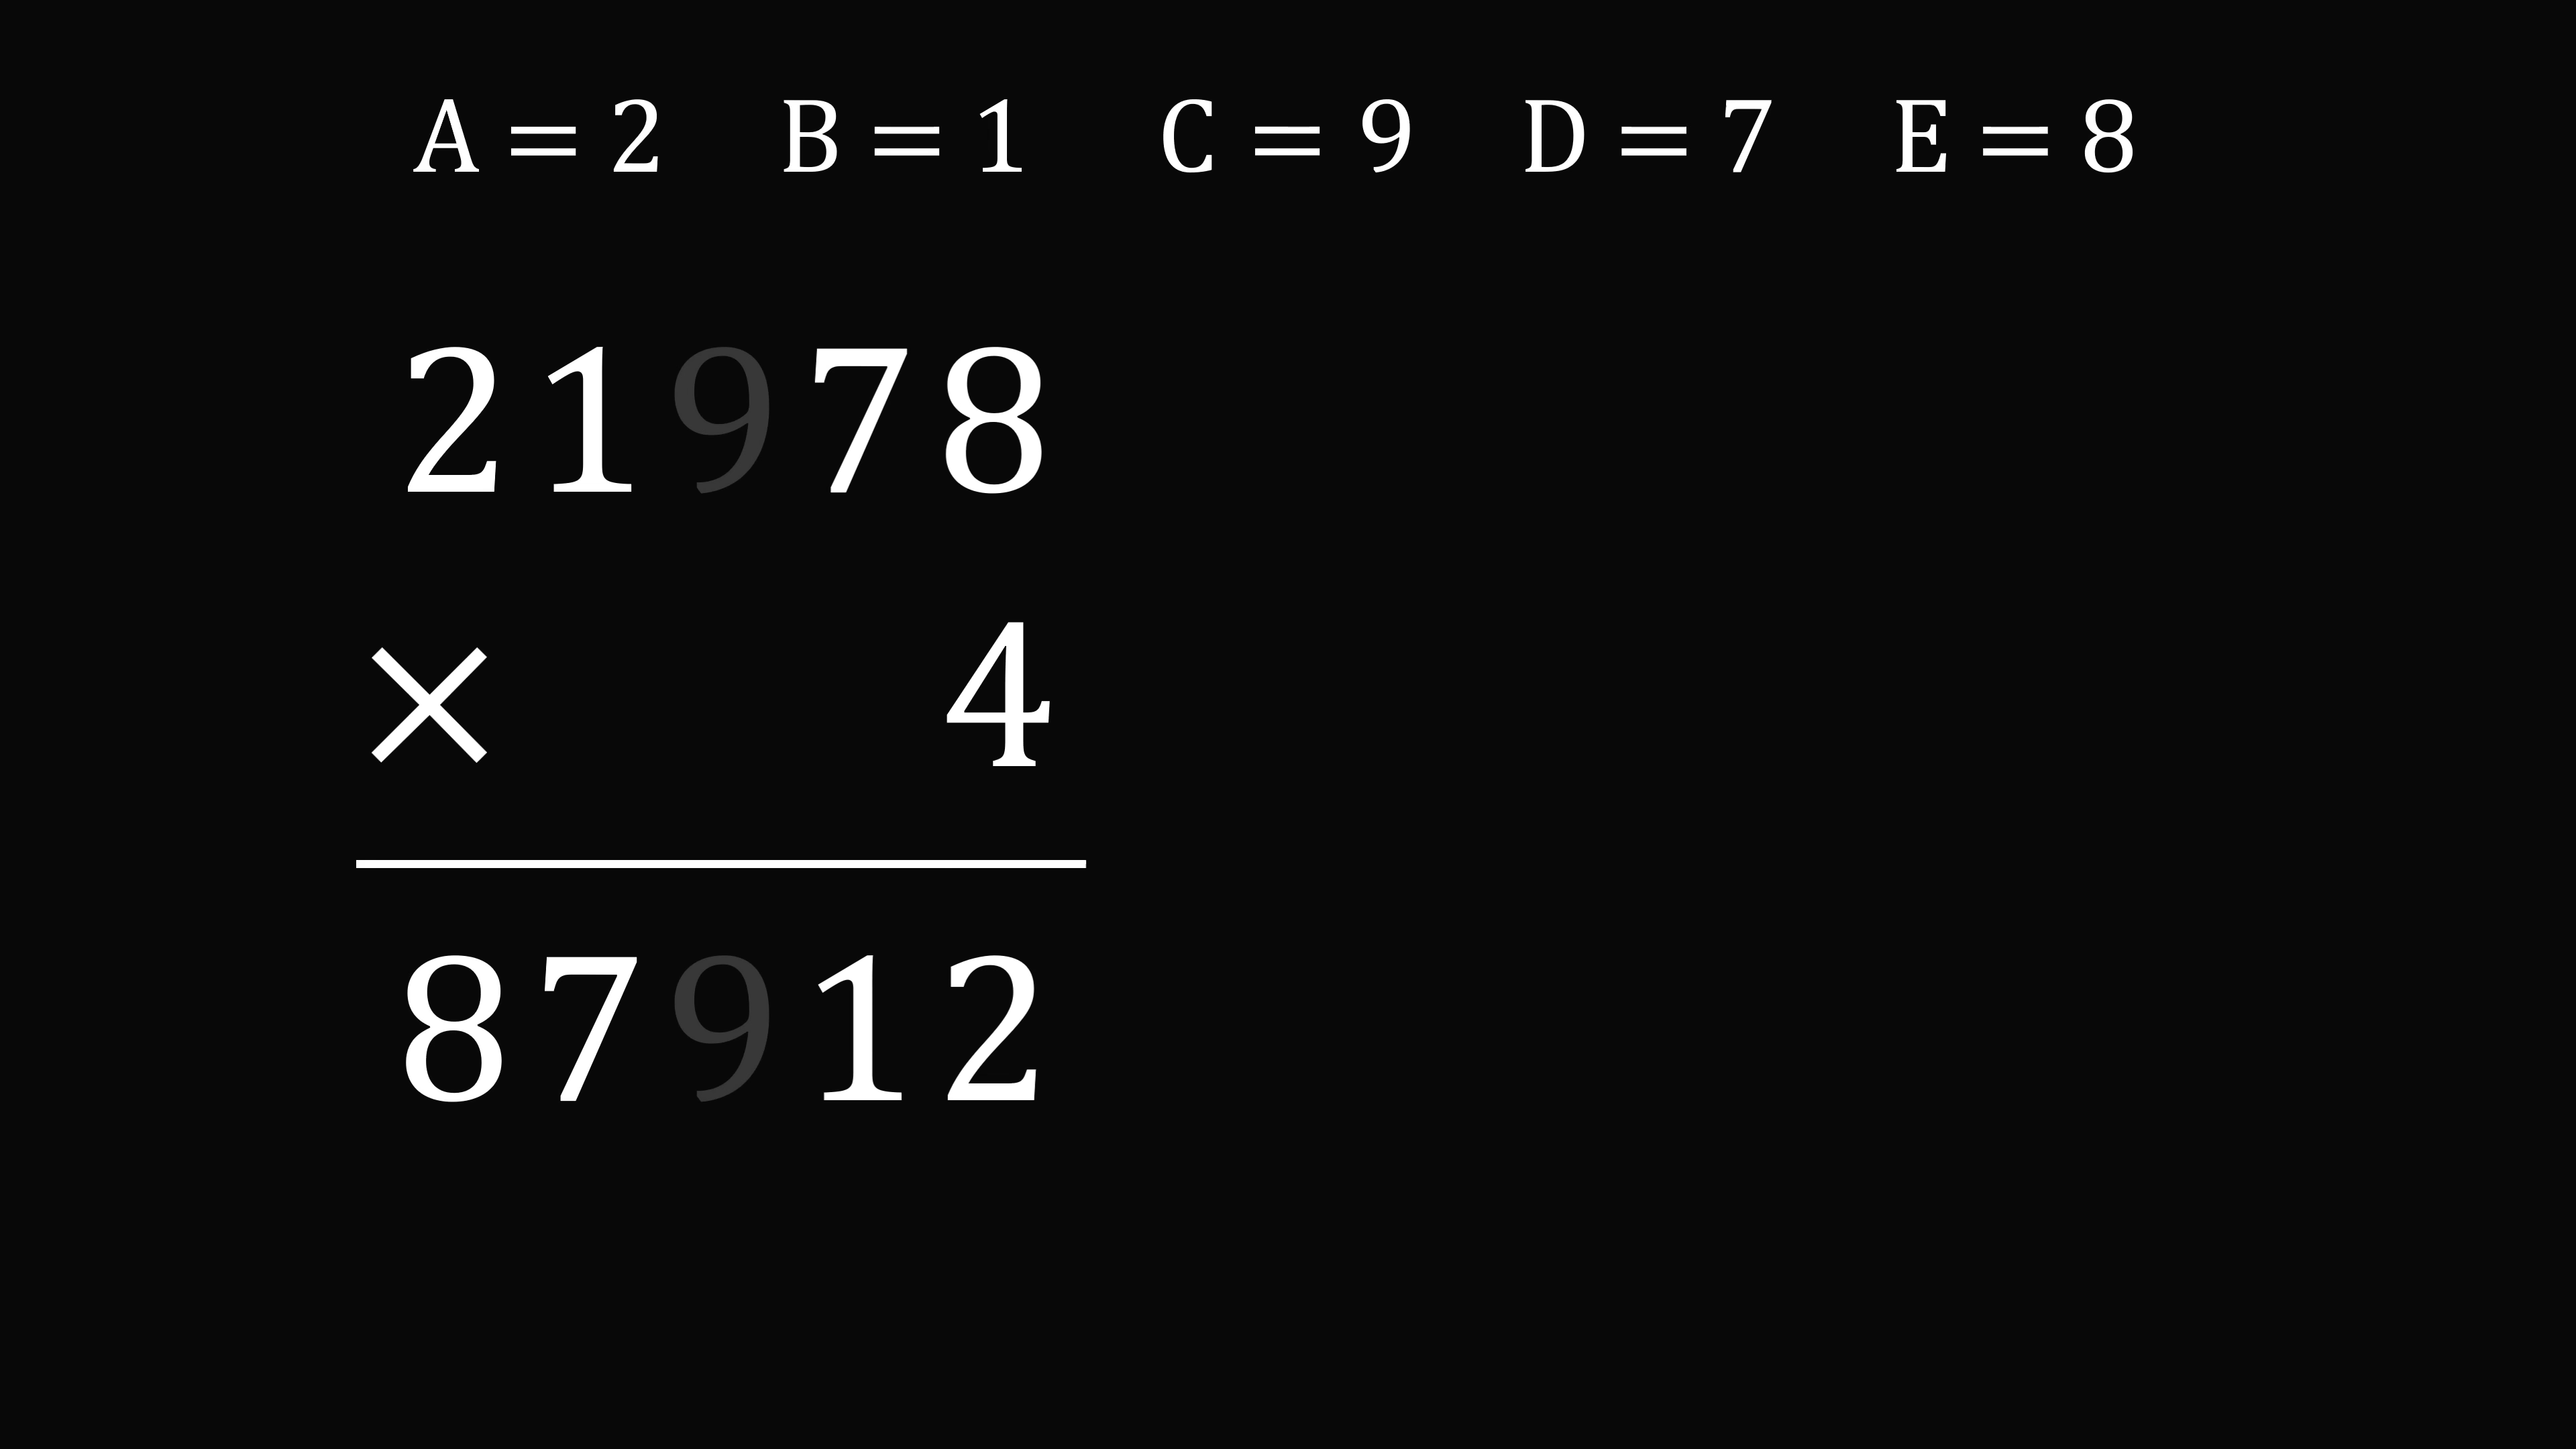 A = 2 B = 1 C = 9 D = 7 E = 8
21978
× 4
87912